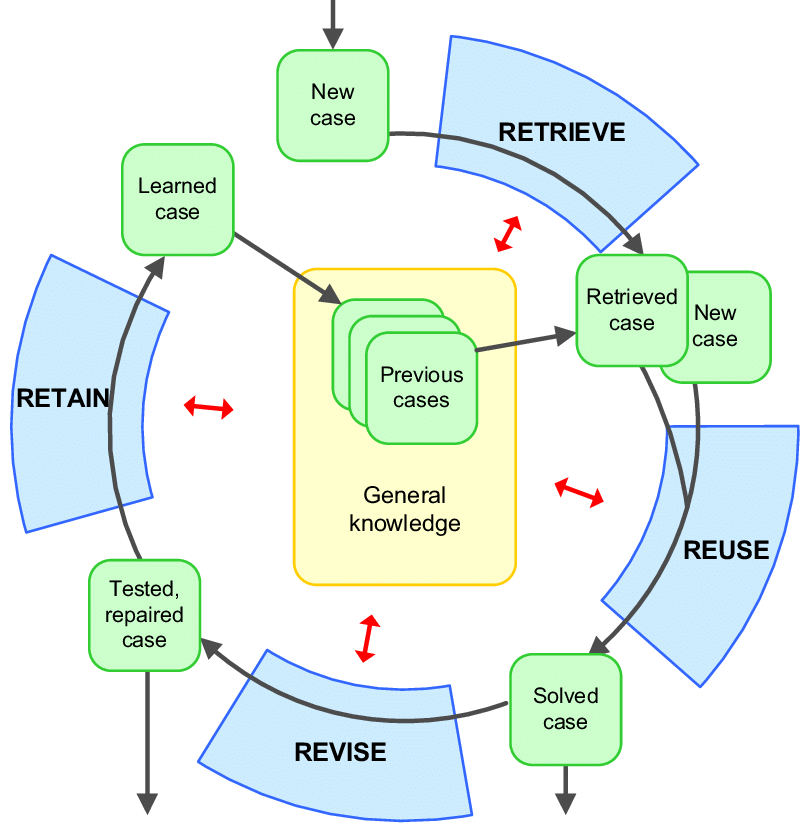 New
case
RETRIEVE
Learned
case
Retrieved
case
New
case
Previous
cases
RETAIN
General
knowledge
REUSE
Tested,
repaired
case
Solved
case
REVISE